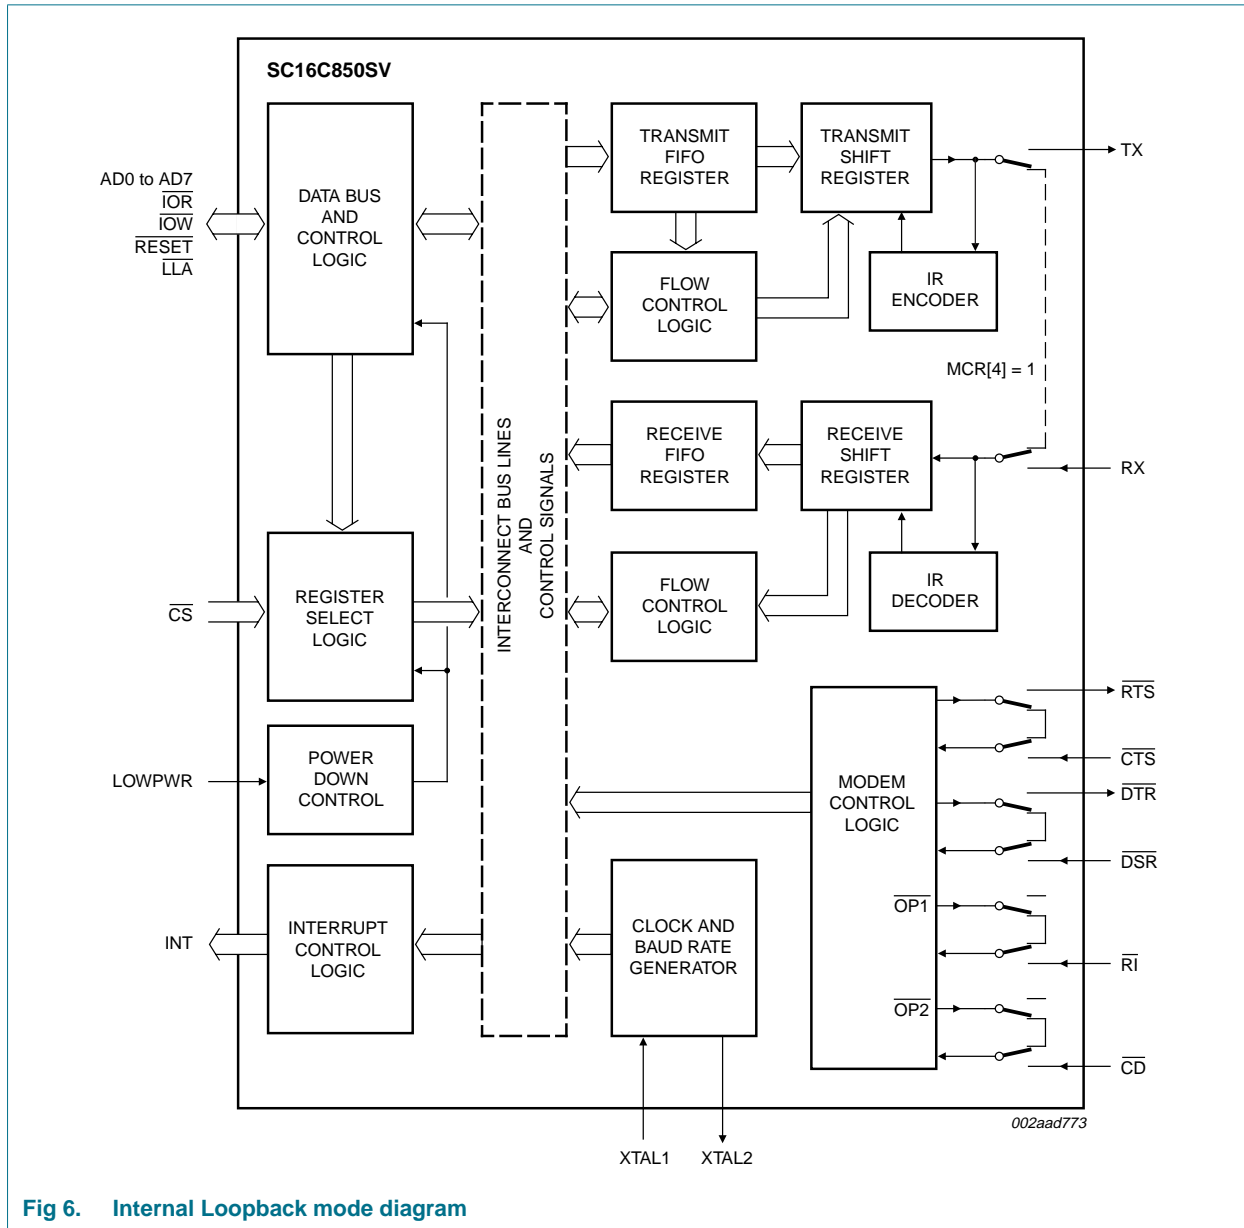 SC16C850SV
AD0 to AD7
IOR
IOW
RESET
LLA
DATA BUS
AND
CONTROL
LOGIC
TRANSMIT
FIFO
REGISTER
TRANSMIT
SHIFT
REGISTER
TX
FLOW
CONTROL
LOGIC
IR
ENCODER
MCR[4] = 1
INTERCONNECT BUS LINES
AND
CONTROL SIGNALS
RECEIVE
FIFO
REGISTER
RECEIVE
SHIFT
REGISTER
RX
CS
REGISTER
SELECT
LOGIC
FLOW
CONTROL
LOGIC
IR
DECODER
LOWPWR
POWER
DOWN
CONTROL
MODEM
CONTROL
LOGIC
RTS
CTS
DTR
DSR
OP1
RI
OP2
CD
INT
INTERRUPT
CONTROL
LOGIC
CLOCK AND
BAUD RATE
GENERATOR
XTAL1
XTAL2
002aad773
Fig 6. Internal Loopback mode diagram